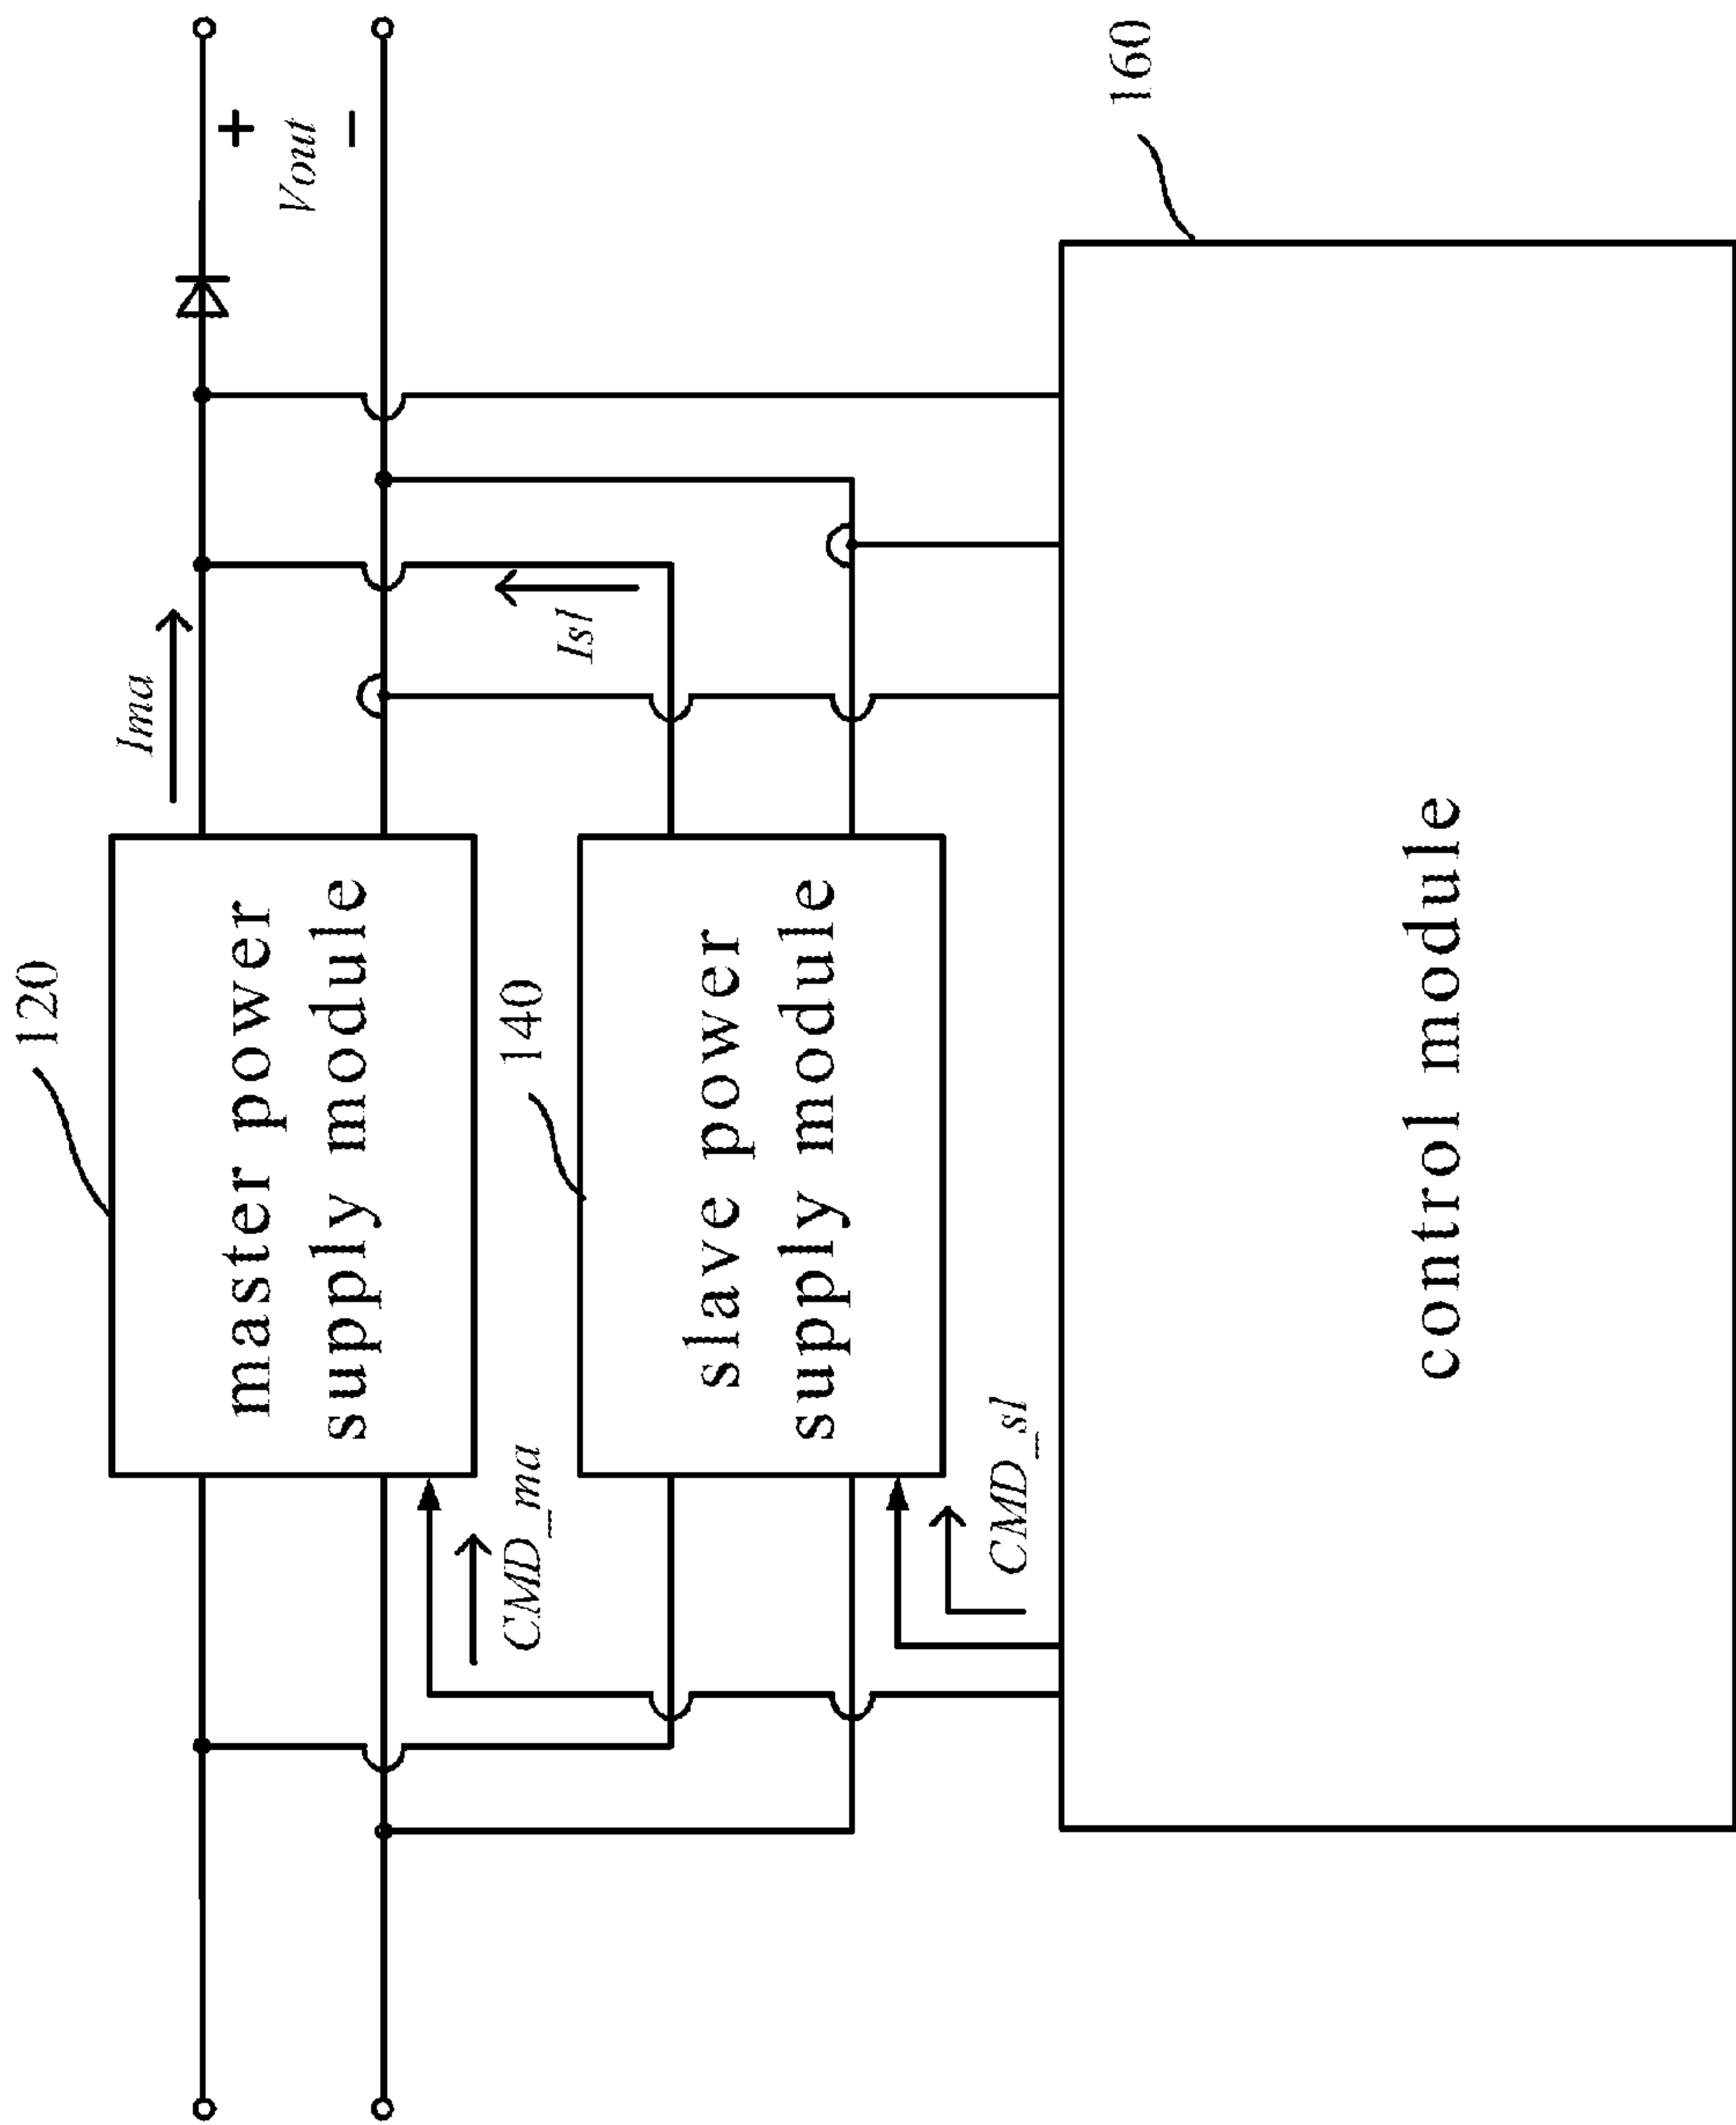 120
master power
supply module
Ima
+
Vout
−
140
slave power
supply module
Isl
CMD_ma
CMD_sl
160
control module